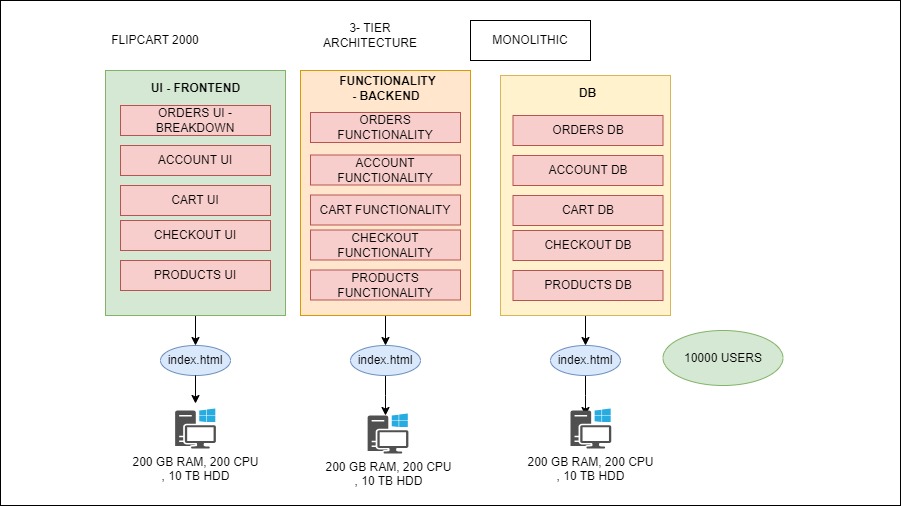 FLIPCART 2000
3- TIER
ARCHITECTURE
MONOLITHIC
UI - FRONTEND
ORDERS UI -
BREAKDOWN
ACCOUNT UI
CART UI
CHECKOUT UI
PRODUCTS UI
FUNCTIONALITY
- BACKEND
ORDERS
FUNCTIONALITY
ACCOUNT
FUNCTIONALITY
CART FUNCTIONALITY
CHECKOUT
FUNCTIONALITY
PRODUCTS
FUNCTIONALITY
DB
ORDERS DB
ACCOUNT DB
CART DB
CHECKOUT DB
PRODUCTS DB
index.html
index.html
index.html
10000 USERS
200 GB RAM, 200 CPU
, 10 TB HDD
200 GB RAM, 200 CPU
, 10 TB HDD
200 GB RAM, 200 CPU
, 10 TB HDD